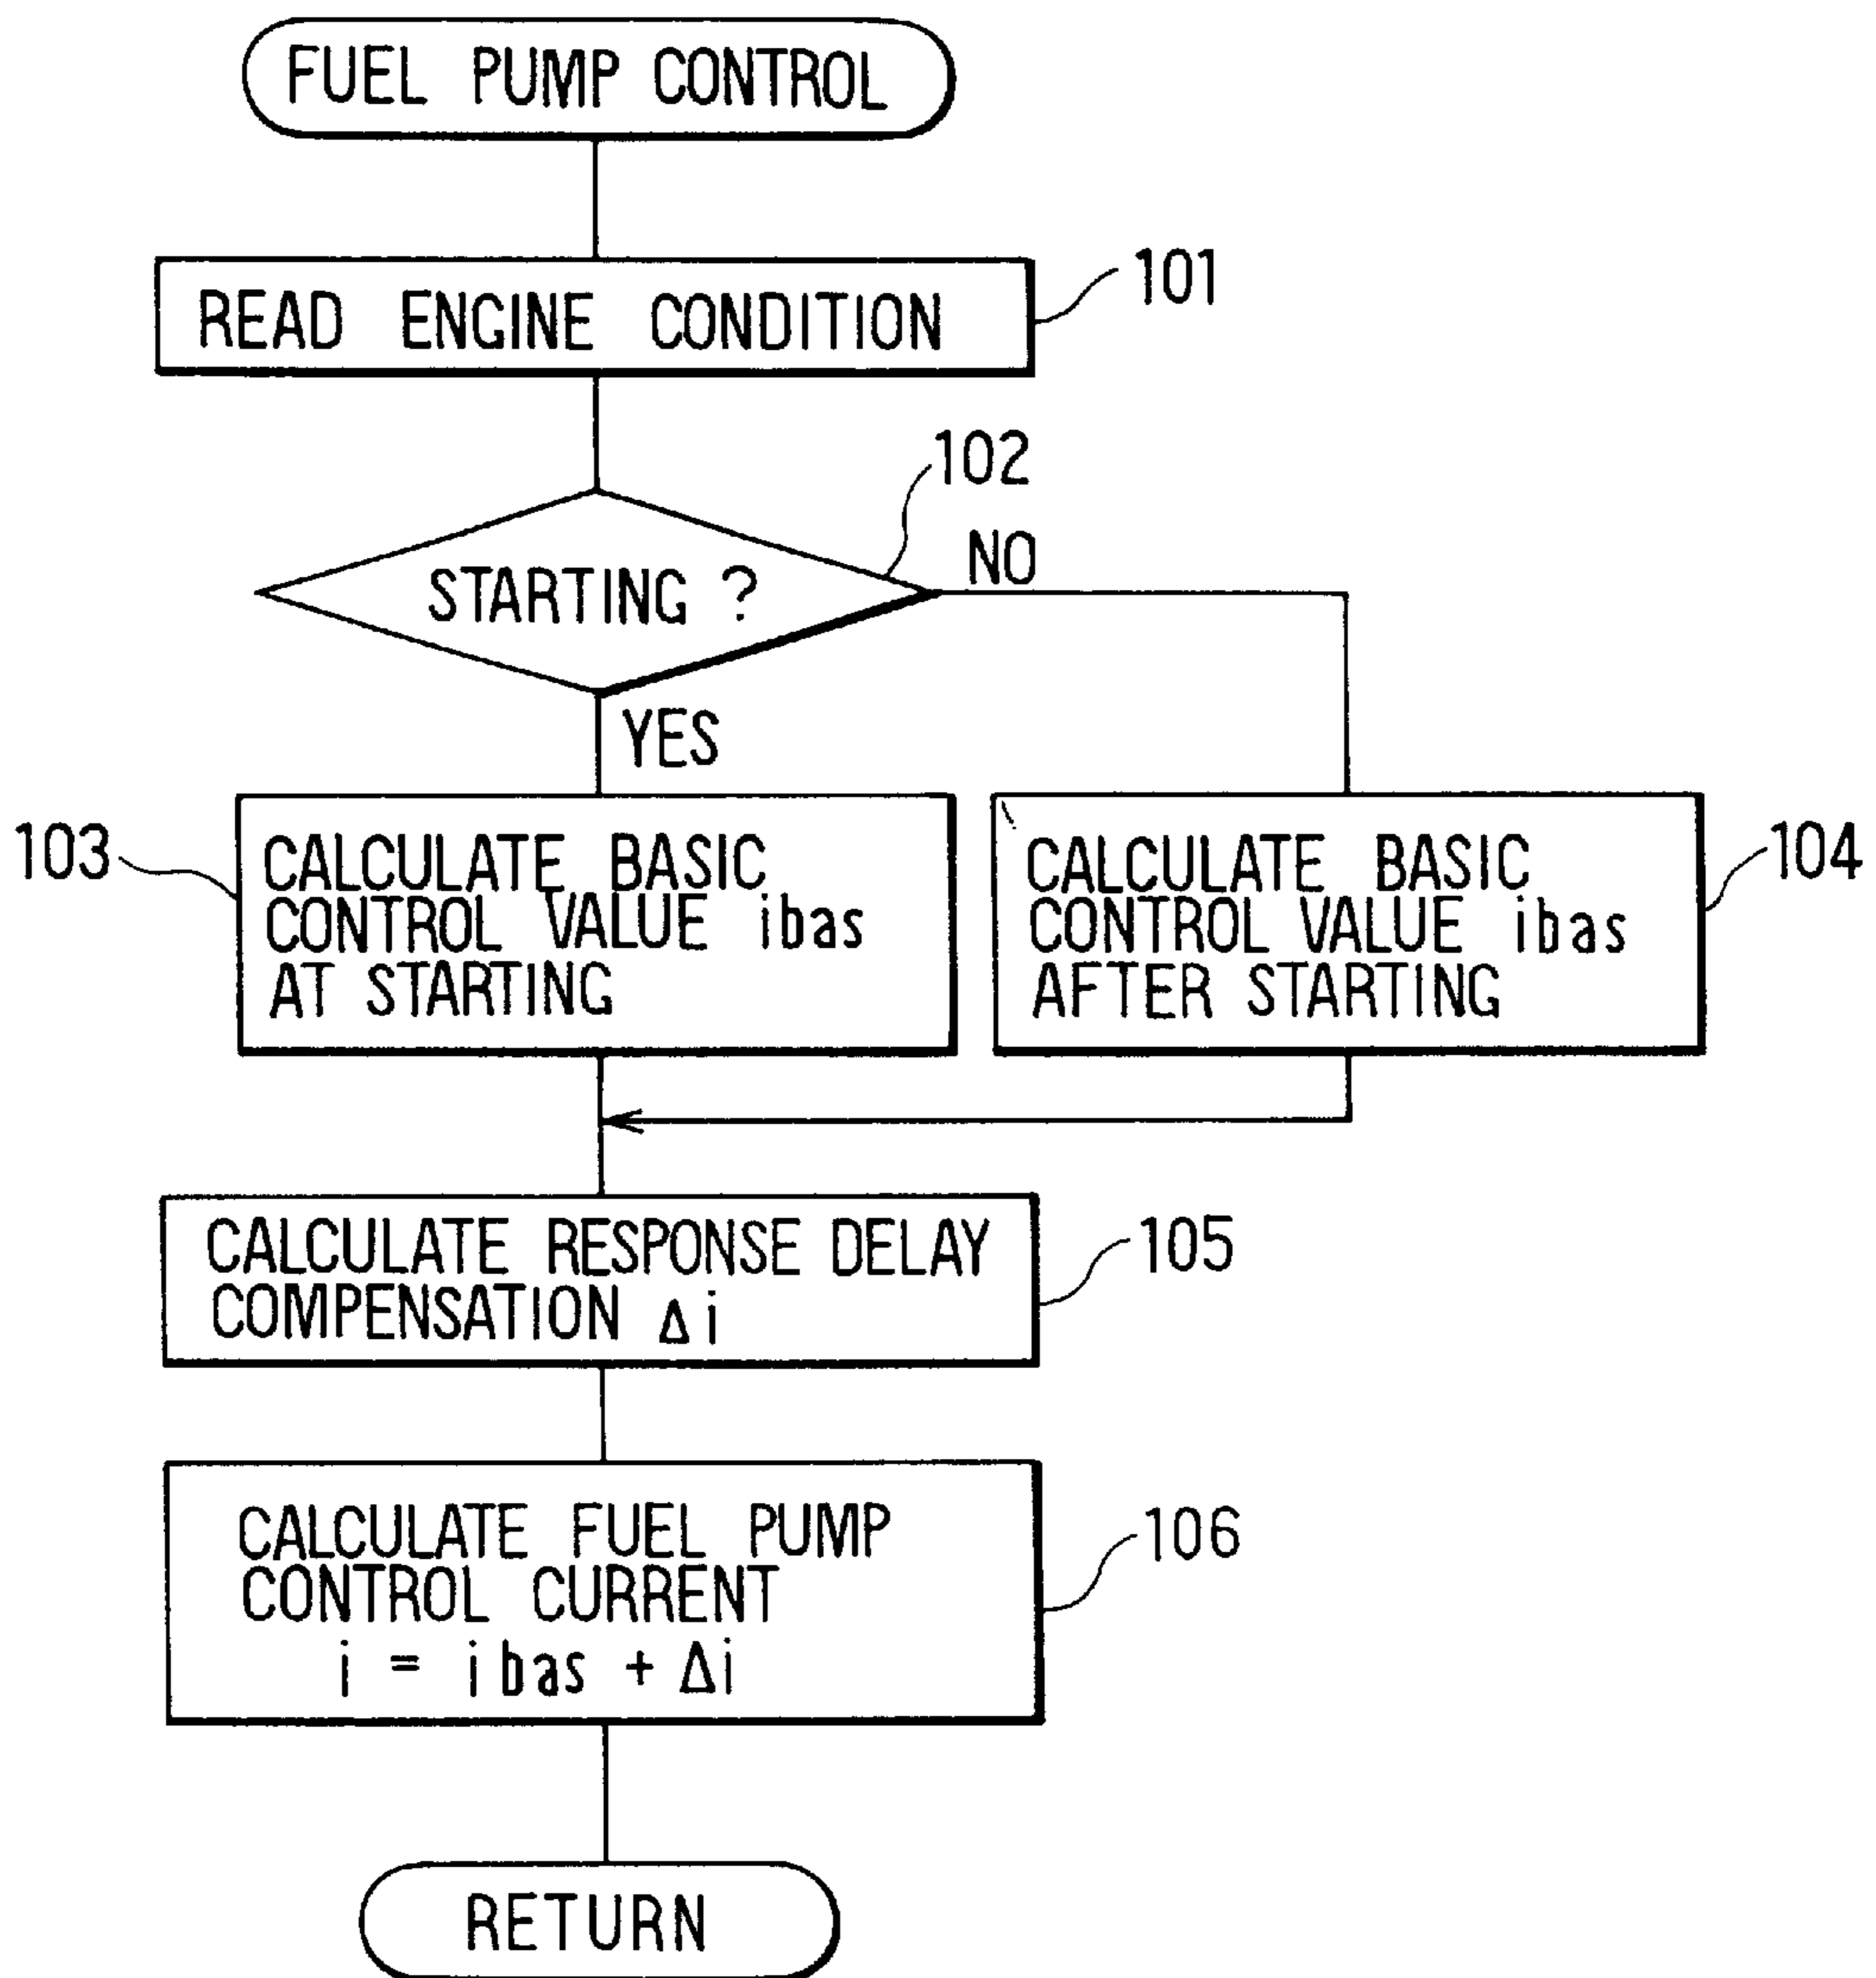 FUEL PUMP CONTROL
READ ENGINE CONDITION
101
102
STARTING ?
NO
YES
103
CALCULATE BASIC
CONTROL VALUE ibas
AT STARTING
CALCULATE BASIC
CONTROL VALUE ibas
AFTER STARTING
104
CALCULATE RESPONSE DELAY
COMPENSATION Δi
105
CALCULATE FUEL PUMP
CONTROL CURRENT
i = ibas + Δi
106
RETURN